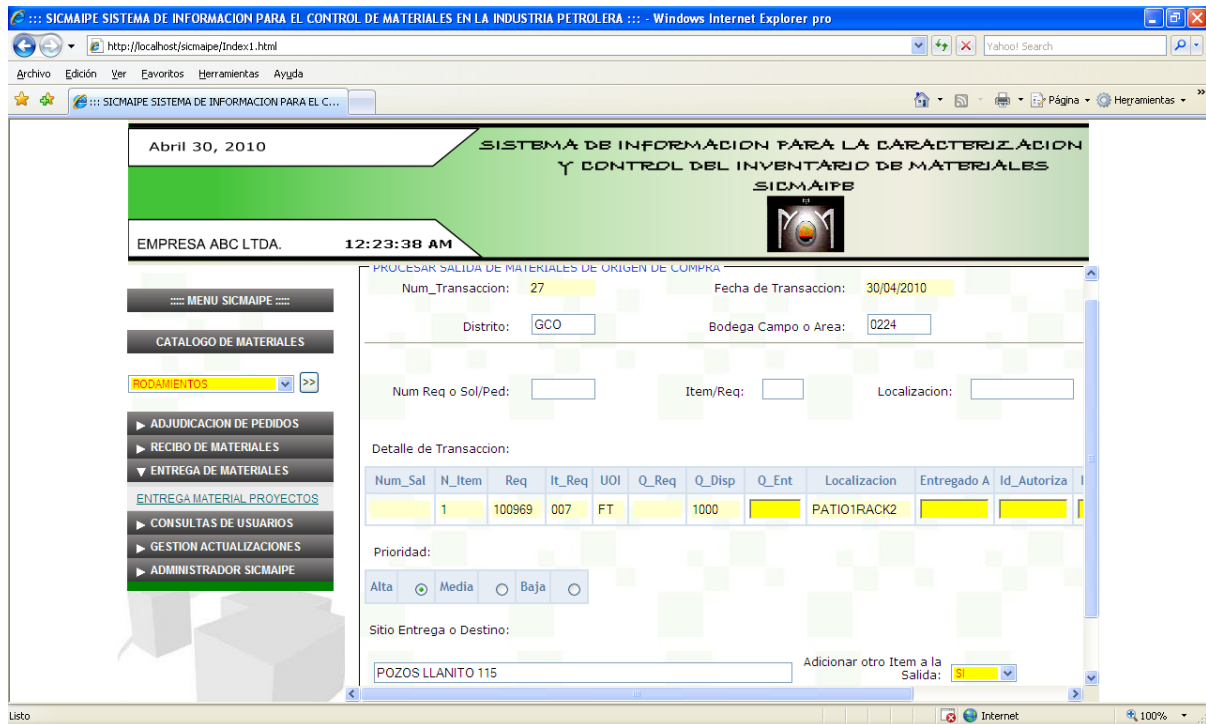 ::: SICMAIPE SISTEMA DE INFORMACION PARA EL CONTROL DE MATERIALES EN LA INDUSTRIA PETROLERA ::: - Windows Internet Explorer pro
http://localhost/sicmaipe/Index1.html
Yahoo! Search
Archivo Edición Ver Favoritos Herramientas Ayuda
::: SICMAIPE SISTEMA DE INFORMACION PARA EL C...
Página Herramientas »
Abril 30, 2010
SISTEMA DE INFORMACION PARA LA CARACTERIZACION
Y CONTROL DEL INVENTARIO DE MATERIALES
SICMAIPE
EMPRESA ABC LTDA. 12:23:38 AM
PROCESAR SALIDA DE MATERIALES DE ORIGEN DE COMPRA
::::: MENU SICMAIPE :::::
CATALOGO DE MATERIALES
RODAMIENTOS >>
ADJUDICACION DE PEDIDOS
RECIBO DE MATERIALES
ENTREGA DE MATERIALES
ENTREGA MATERIAL PROYECTOS
CONSULTAS DE USUARIOS
GESTION ACTUALIZACIONES
ADMINISTRADOR SICMAIPE
Num_Transaccion: 27 Fecha de Transaccion: 30/04/2010
Distrito: GCO Bodega Campo o Area: 0224
Num Req o Sol/Ped: Item/Req: Localizacion:
Detalle de Transaccion:
Num_Sal N_Item Req It_Req UOI Q_Req Q_Disp Q_Ent Localizacion Entregado A Id_Autoriza
1 100969 007 FT 1000 PATIO1RACK2
Prioridad:
Alta Media Baja
Sitio Entrega o Destino:
POZOS LLANITO 115
Adicionar otro Item a la
Salida: SI
Listo Internet 100%